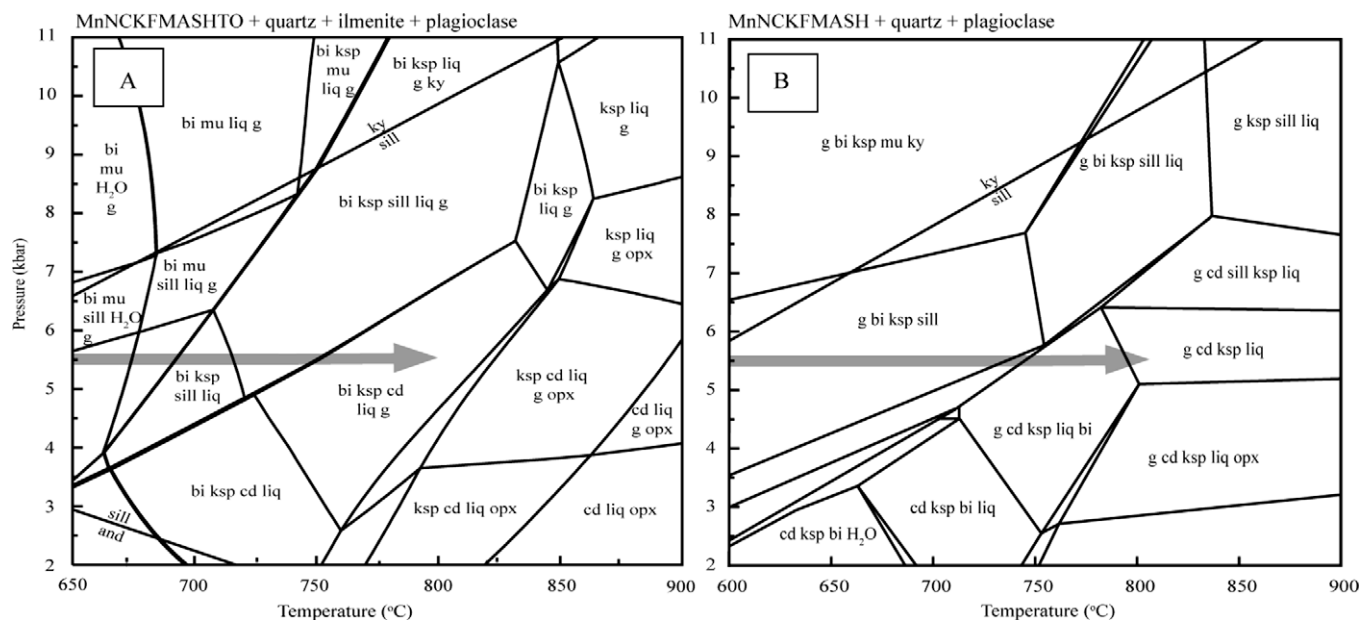 MnNCKFMASHTO + quartz + ilmenite + plagioclase
A
11
10
9
8
7
6
5
4
3
2
Pressure (kbar)
650
700
750
800
850
900
Temperature (°C)
bi ksp
mu
liq g
bi ksp liq
g ky
ksp liq
g
bi mu liq g
ky
sill
bi
mu
H₂O
g
bi ksp sill liq g
bi ksp
liq g
ksp liq
g opx
bi mu
sill liq g
bi mu
sill H₂O
g
bi ksp
sill liq
bi ksp cd
liq g
ksp cd liq
g opx
cd liq
g opx
bi ksp cd liq
ksp cd liq opx
cd liq opx
sill
and
MnNCKFMASH + quartz + plagioclase
B
11
10
9
8
7
6
5
4
3
2
600
700
750
800
850
900
Temperature (°C)
g bi ksp mu ky
g bi ksp sill liq
g ksp sill liq
ky
sill
g cd sill ksp liq
g bi ksp sill
g cd ksp liq
g cd ksp liq bi
g cd ksp liq opx
cd ksp bi liq
cd ksp bi H₂O